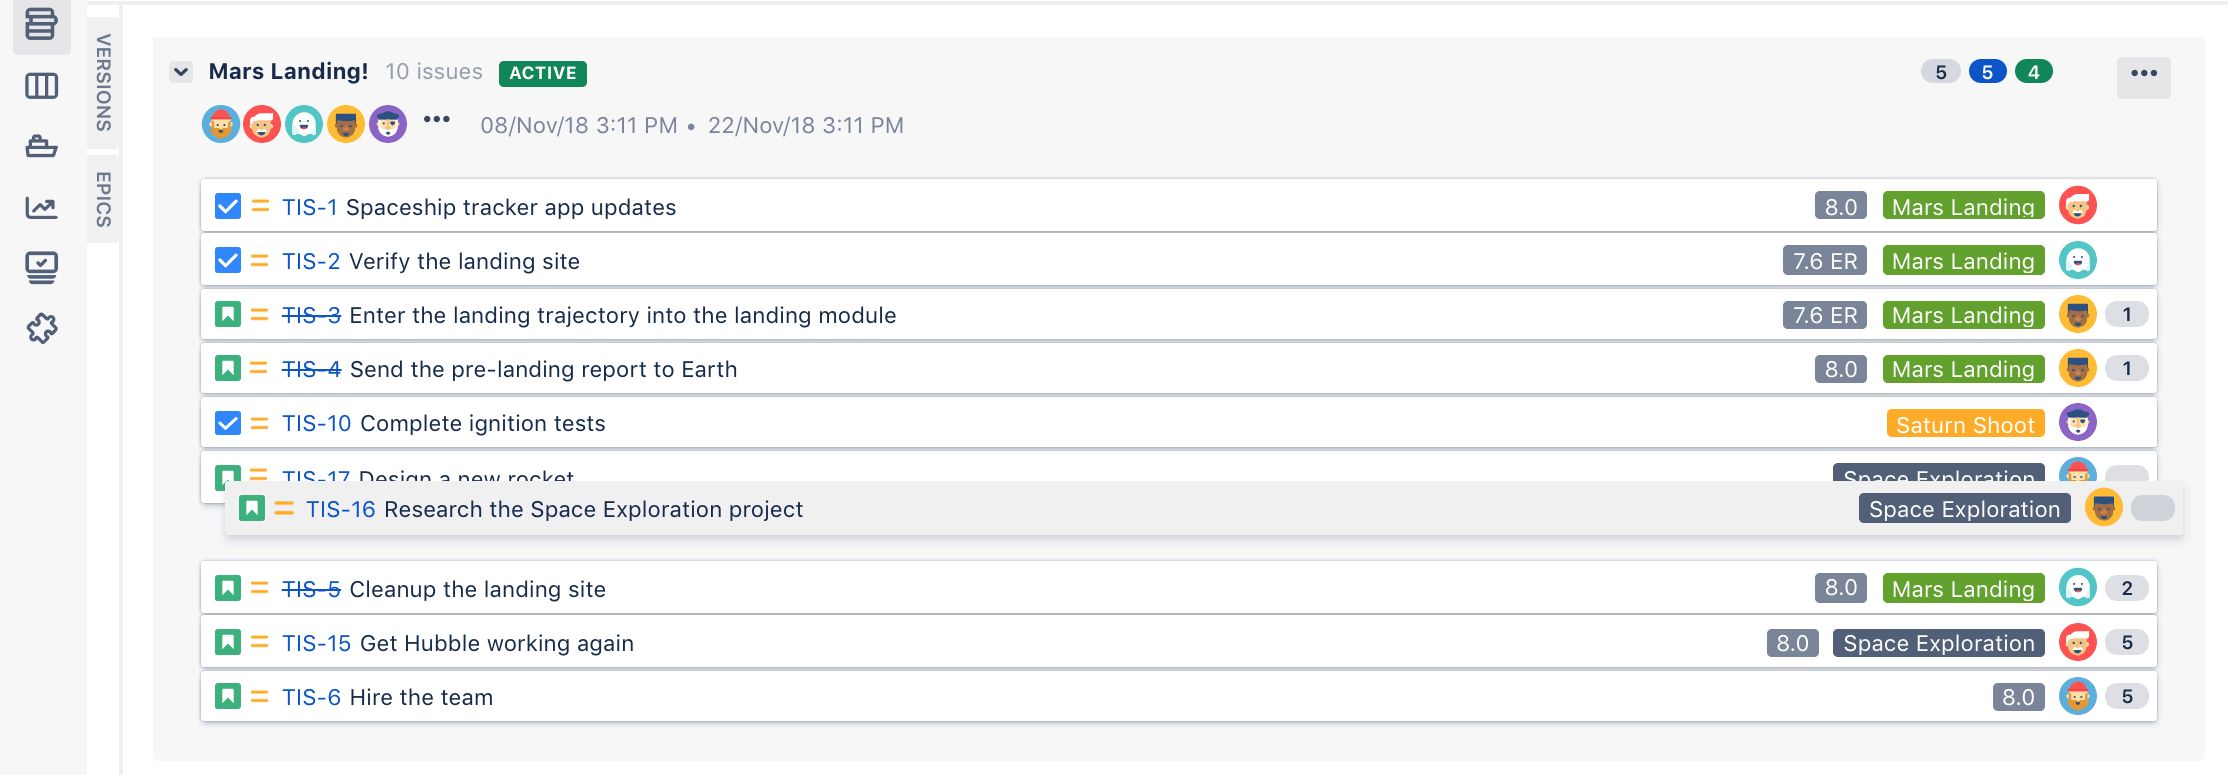 VERSIONS
EPICS
Mars Landing! 10 issues ACTIVE 5 5 4
08/Nov/18 3:11 PM • 22/Nov/18 3:11 PM
TIS-1 Spaceship tracker app updates 8.0 Mars Landing
TIS-2 Verify the landing site 7.6 ER Mars Landing
TIS-3 Enter the landing trajectory into the landing module 7.6 ER Mars Landing 1
TIS-4 Send the pre-landing report to Earth 8.0 Mars Landing 1
TIS-10 Complete ignition tests Saturn Shoot
TIS-17 Design a new rocket Space Exploration
TIS-16 Research the Space Exploration project Space Exploration
TIS-5 Cleanup the landing site 8.0 Mars Landing 2
TIS-15 Get Hubble working again 8.0 Space Exploration 5
TIS-6 Hire the team 8.0 5